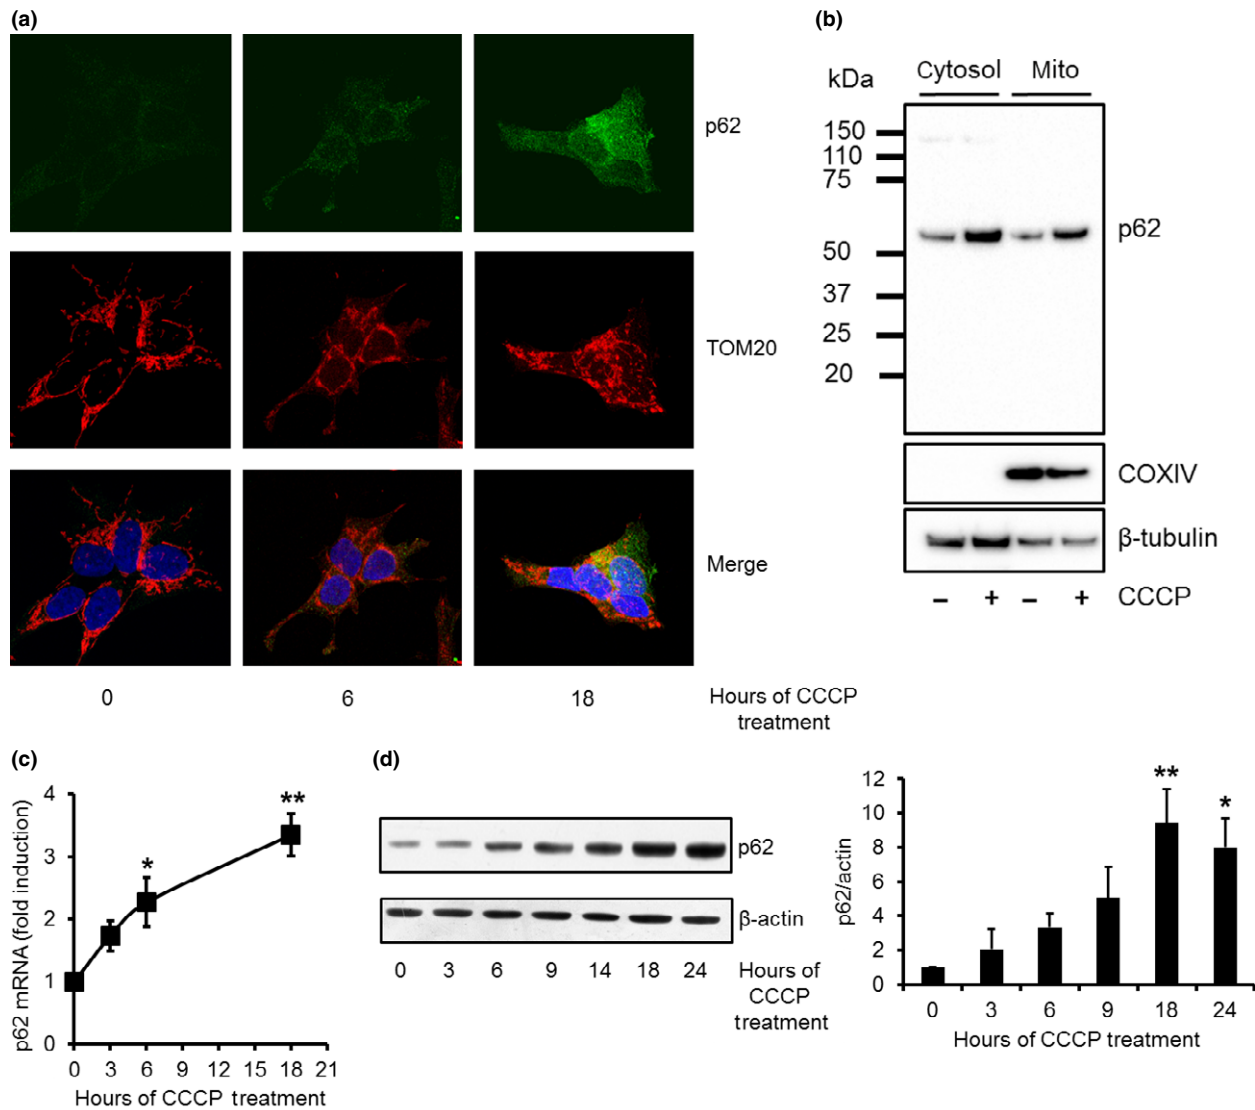 (a)
p62
TOM20
Merge
0 6 18 Hours of CCCP
treatment
(b)
kDa Cytosol Mito
150
110
75
50
37
25
20
p62
COXIV
β-tubulin
– + – + CCCP
(c)
p62 mRNA (fold induction)
4
3
2
1
0
* **
0 3 6 9 12 15 18 21
Hours of CCCP treatment
(d)
p62
β-actin
0 3 6 9 14 18 24 Hours of
CCCP
treatment
p62/actin
12
10
8
6
4
2
0
** *
0 3 6 9 18 24
Hours of CCCP treatment